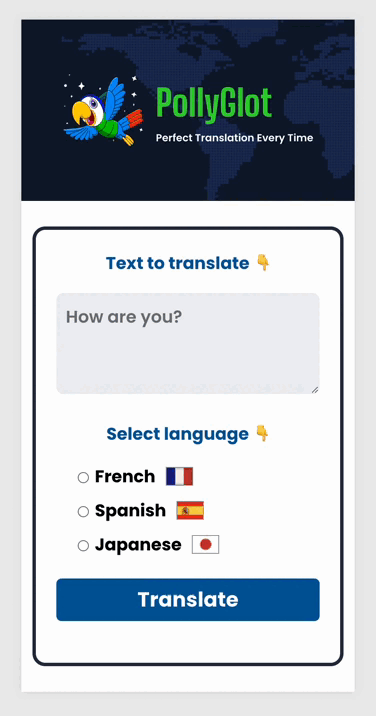 PollyGlot
Perfect Translation Every Time
Text to translate 👇
How are you?
Select language 👇
French
Spanish
Japanese
Translate